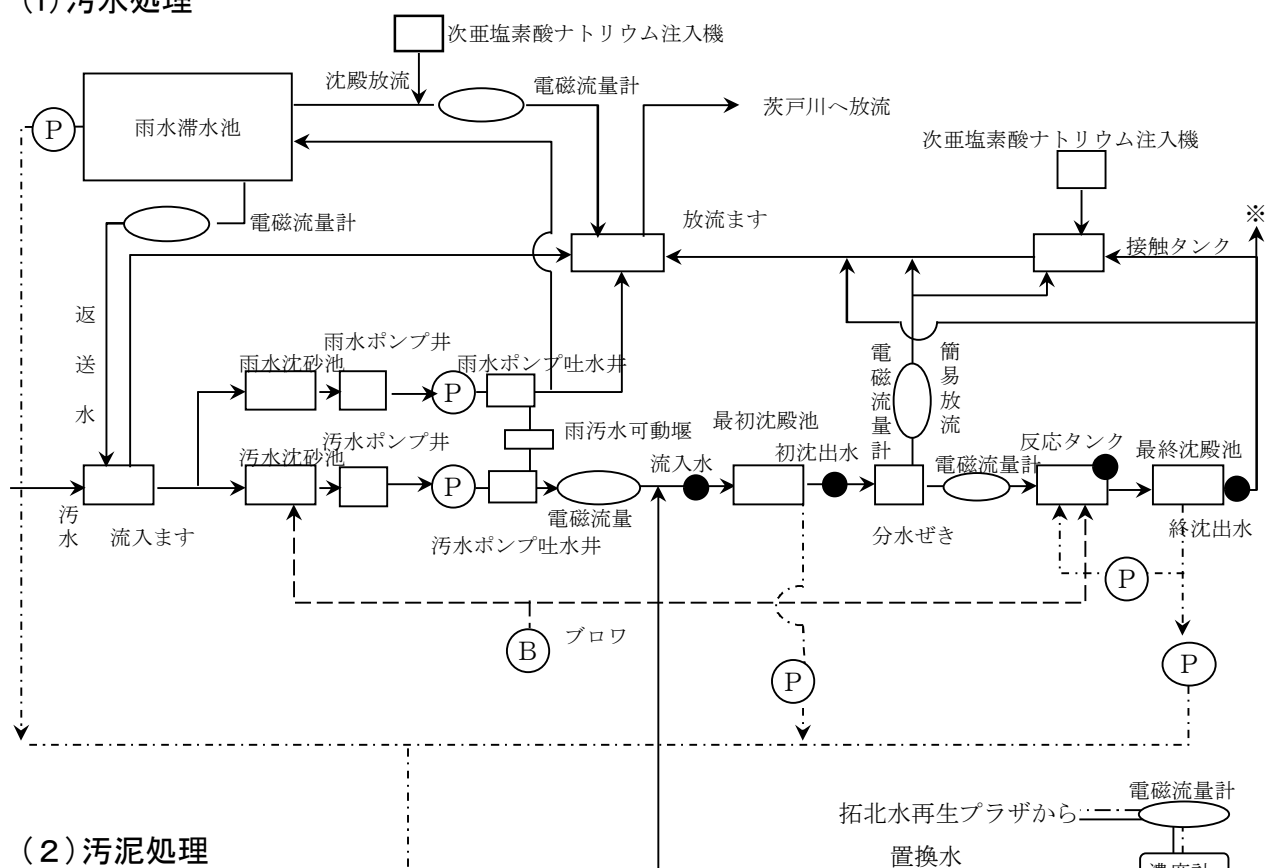 (1)汚水処理
次亜塩素酸ナトリウム注入機
沈殿放流
電磁流量計
雨水滞水池
P
茨戸川へ放流
次亜塩素酸ナトリウム注入機
電磁流量計
放流ます
※
接触タンク
返送水
雨水ポンプ井
雨水沈砂池
雨水ポンプ吐水井
P
電磁流量計
簡易放流
雨汚水可動堰
最初沈殿池
汚水ポンプ井
汚水沈砂池
流入水
初沈出水
反応タンク
電磁流量計
最終沈殿池
P
汚水
流入ます
電磁流量
汚水ポンプ吐水井
分水ぜき
終沈出水
P
B
ブロワ
P
P
電磁流量計
拓北水再生プラザから
(2)汚泥処理
置換水
濃度計